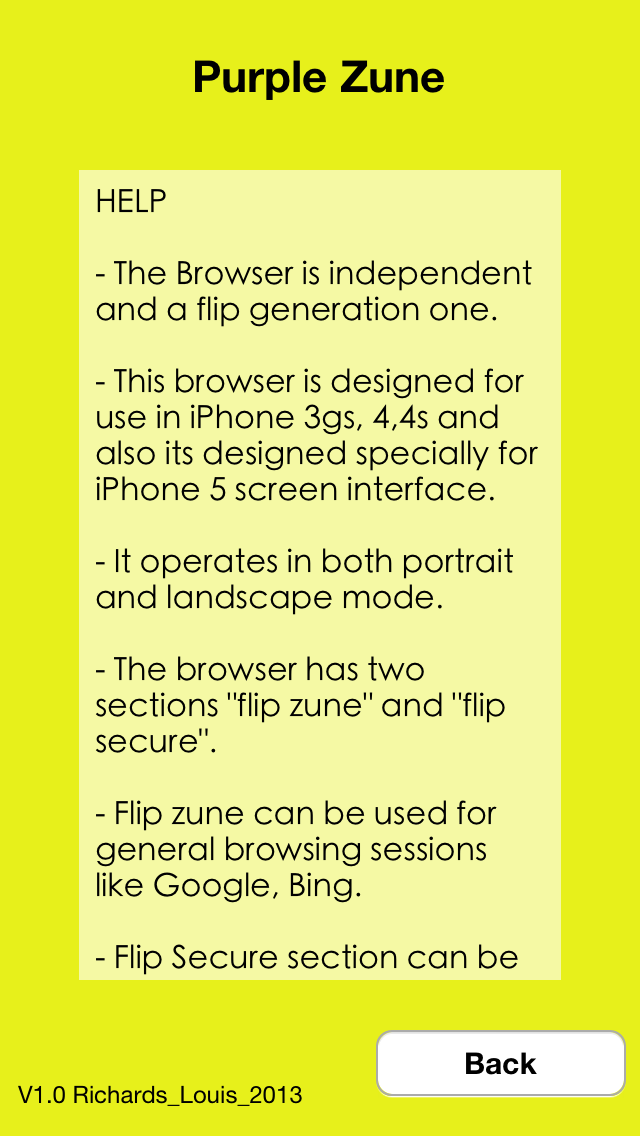 Purple Zune
HELP
- The Browser is independent
and a flip generation one.
- This browser is designed for
use in iPhone 3gs, 4,4s and
also its designed specially for
iPhone 5 screen interface.
- It operates in both portrait
and landscape mode.
- The browser has two
sections "flip zune" and "flip
secure".
- Flip zune can be used for
general browsing sessions
like Google, Bing.
- Flip Secure section can be
Back
V1.0 Richards_Louis_2013